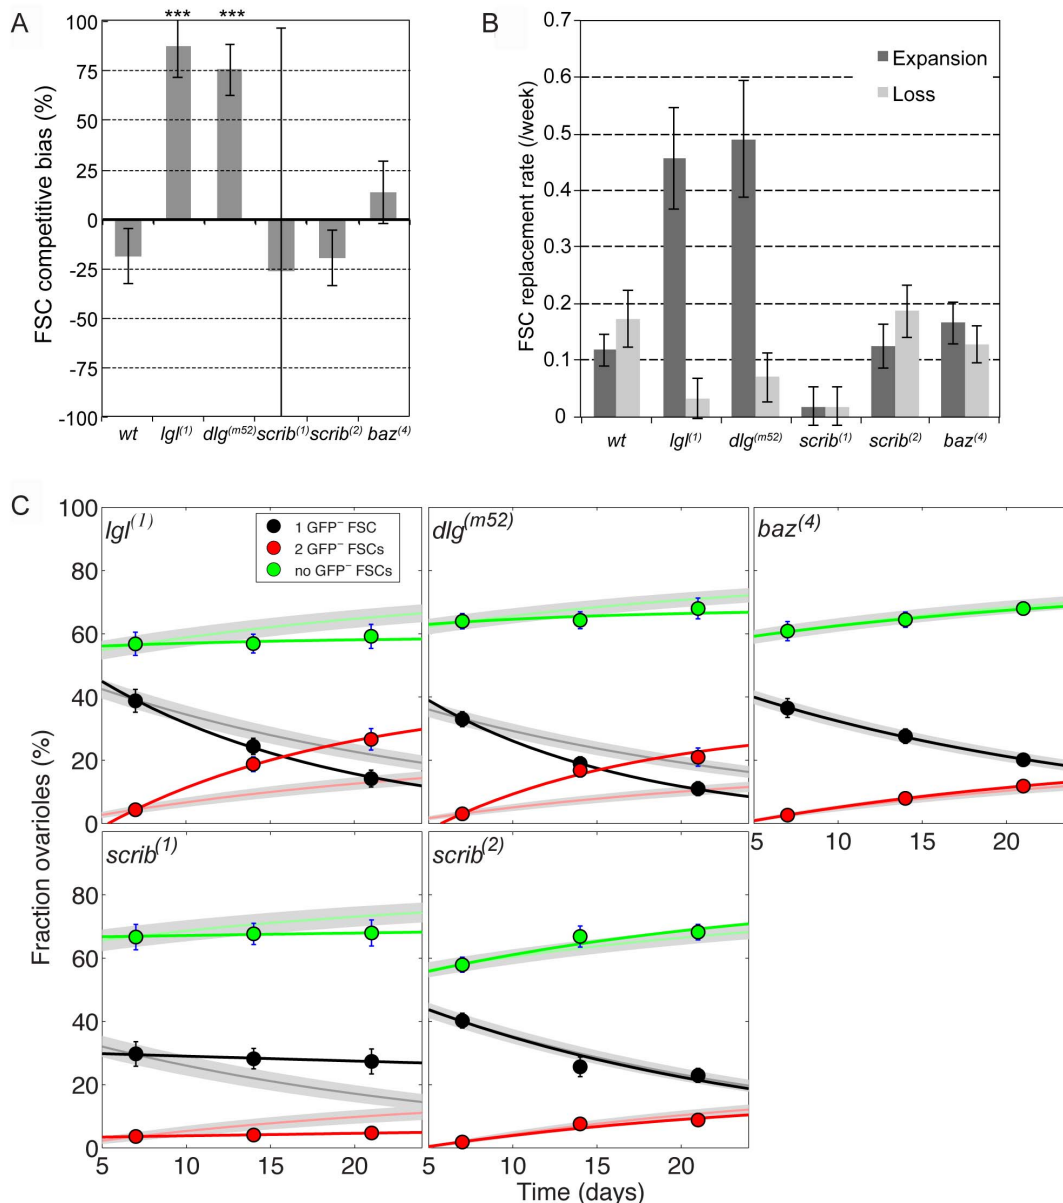 A
FSC competitive bias (%)
100
75
50
25
0
-25
-50
-75
-100
*** ***
wt lgl(1) dlg(m52) scrib(1) scrib(2) baz(4)
B
FSC replacement rate (/week)
0.7
0.6
0.5
0.4
0.3
0.2
0.1
0
Expansion
Loss
wt lgl(1) dlg(m52) scrib(1) scrib(2) baz(4)
C
Fraction ovarioles (%)
100
80
60
40
20
0
lgl(1)
1 GFP⁻ FSC
2 GFP⁻ FSCs
no GFP⁻ FSCs
dlg(m52)
baz(4)
5 10 15 20
80
60
40
20
0
scrib(1)
scrib(2)
5 10 15 20 5 10 15 20
Time (days)